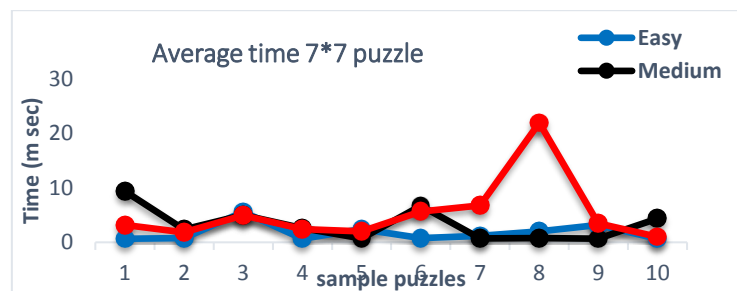 Average time 7*7 puzzle
Easy
Medium
30
20
10
0
Time (m sec)
1 2 3 4 5 6 7 8 9 10
sample puzzles